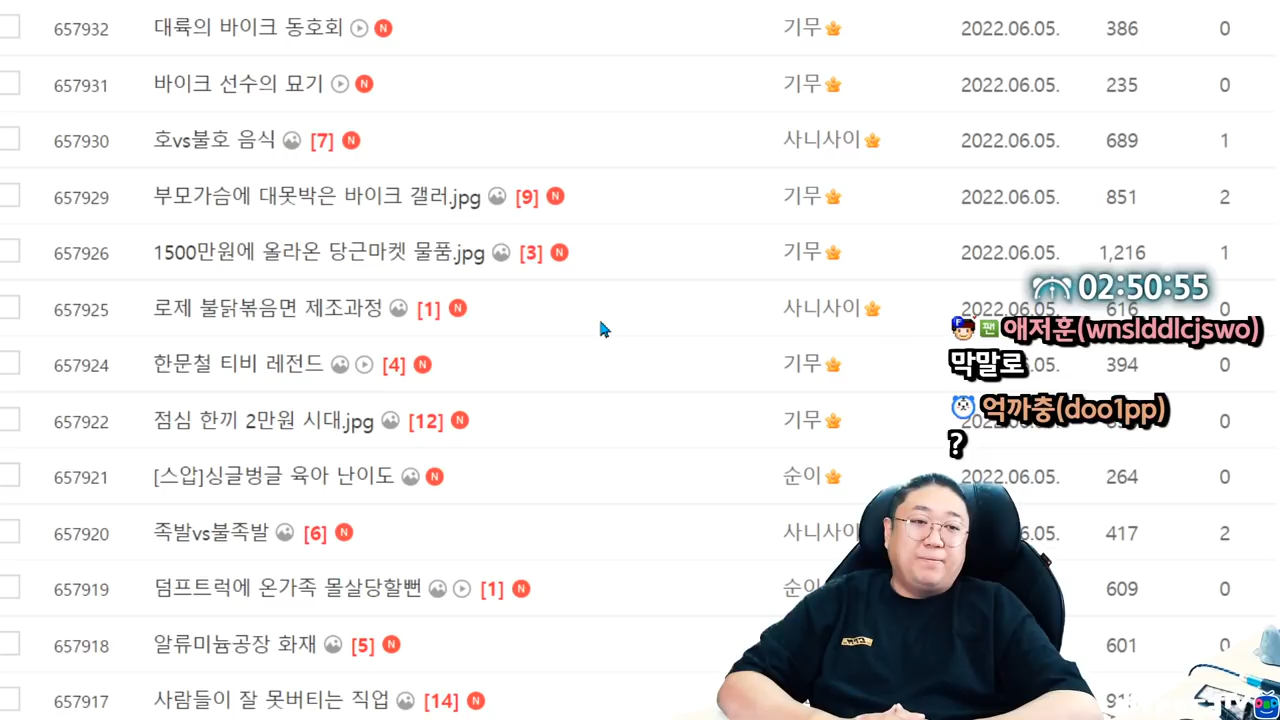 657932 대륙의 바이크 동호회 N 기무 2022.06.05. 386 0
657931 바이크 선수의 묘기 N 기무 2022.06.05. 235 0
657930 호vs불호 음식 [7] N 사니사이 2022.06.05. 689 1
657929 부모가슴에 대못박은 바이크 갤러.jpg [9] N 기무 2022.06.05. 851 2
657926 1500만원에 올라온 당근마켓 물품.jpg [3] N 기무 2022.06.05. 1,216 1
02:50:55
657925 로제 불닭볶음면 제조과정 [1] N 사니사이 2022.06.05. 616 0
F 팬 애저훈(wnslddlcjswo)
막말로
657924 한문철 티비 레전드 [4] N 기무 394 0
657922 점심 한끼 2만원 시대.jpg [12] N 기무 0
억까충(doo1pp)
?
657921 [스압]싱글벙글 육아 난이도 N 순이 2022.06.05. 264 0
657920 족발vs불족발 [6] N 사니사이 6.05. 417 2
657919 덤프트럭에 온가족 몰살당할뻔 [1] N 순이 609 0
657918 알류미늄공장 화재 [5] N 601 0
657917 사람들이 잘 못버티는 직업 [14] N